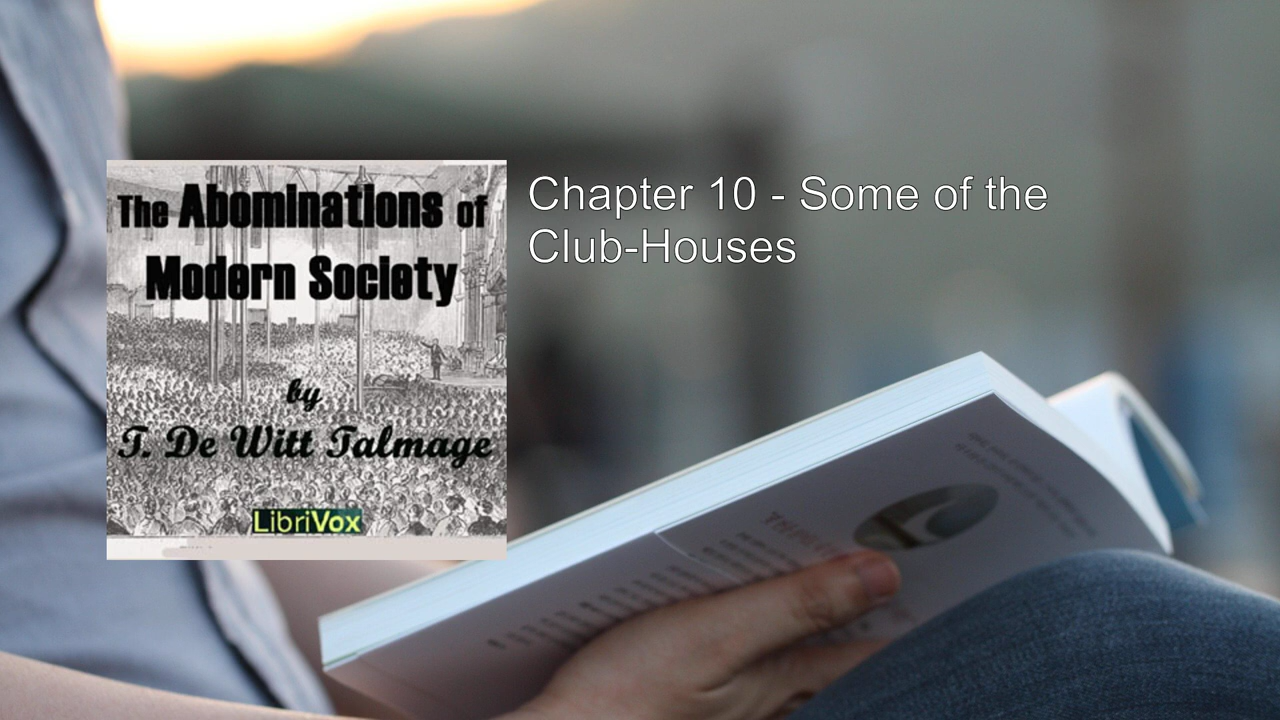 The Abominations of
Modern Society
by
T. De Witt Talmage
LibriVox
Chapter 10 - Some of the
Club-Houses